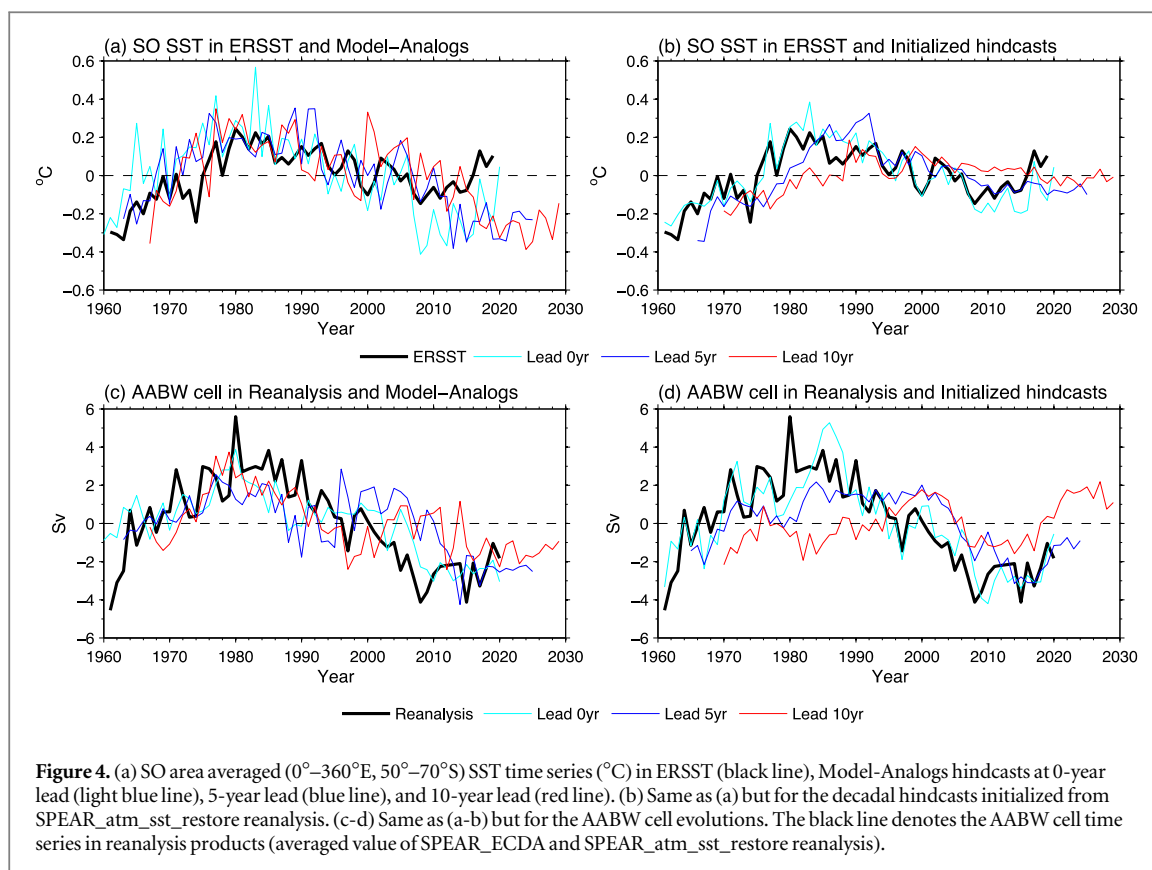 (a) SO SST in ERSST and Model−Analogs
0.6
0.4
0.2
0
−0.2
−0.4
−0.6
°C
1960 1970 1980 1990 2000 2010 2020 2030
Year
(b) SO SST in ERSST and Initialized hindcasts
0.6
0.4
0.2
0
−0.2
−0.4
−0.6
°C
1960 1970 1980 1990 2000 2010 2020 2030
Year
ERSST Lead 0yr Lead 5yr Lead 10yr
(c) AABW cell in Reanalysis and Model−Analogs
6
4
2
0
−2
−4
−6
Sv
1960 1970 1980 1990 2000 2010 2020 2030
Year
(d) AABW cell in Reanalysis and Initialized hindcasts
6
4
2
0
−2
−4
−6
Sv
1960 1970 1980 1990 2000 2010 2020 2030
Year
Reanalysis Lead 0yr Lead 5yr Lead 10yr
Figure 4. (a) SO area averaged (0°–360°E, 50°–70°S) SST time series (°C) in ERSST (black line), Model-Analogs hindcasts at 0-year
lead (light blue line), 5-year lead (blue line), and 10-year lead (red line). (b) Same as (a) but for the decadal hindcasts initialized from
SPEAR_atm_sst_restore reanalysis. (c-d) Same as (a-b) but for the AABW cell evolutions. The black line denotes the AABW cell time
series in reanalysis products (averaged value of SPEAR_ECDA and SPEAR_atm_sst_restore reanalysis).